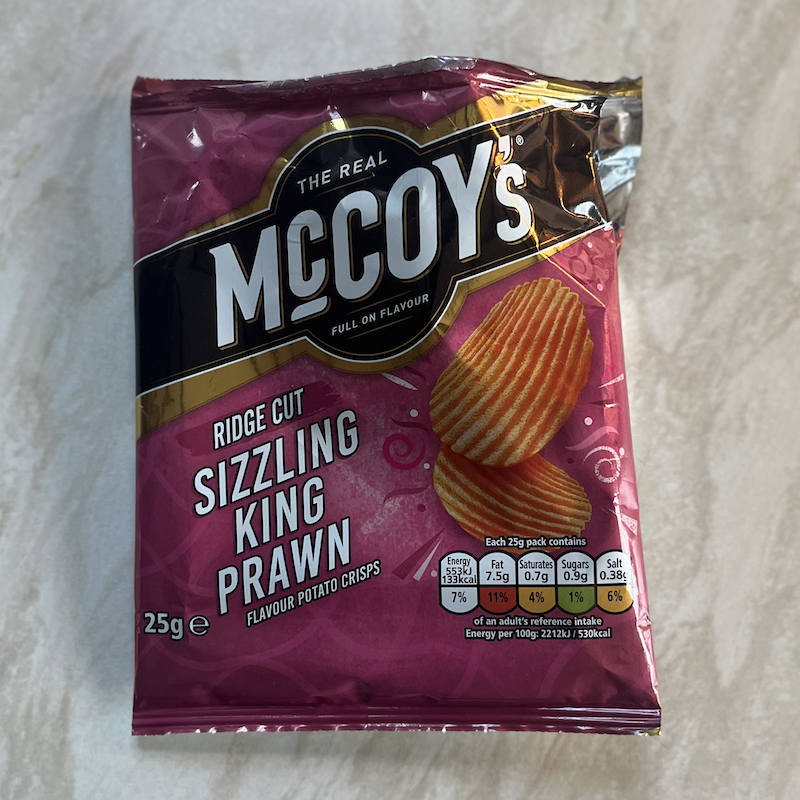 THE REAL
McCOY's®
FULL ON FLAVOUR
RIDGE CUT
SIZZLING
KING
PRAWN
FLAVOUR POTATO CRISPS
25g ℮
Each 25g pack contains
Energy Fat Saturates Sugars Salt
553kJ 7.5g 0.7g 0.9g 0.38g
133kcal
7% 11% 4% 1% 6%
of an adult's reference intake
Energy per 100g: 2212kJ / 530kcal